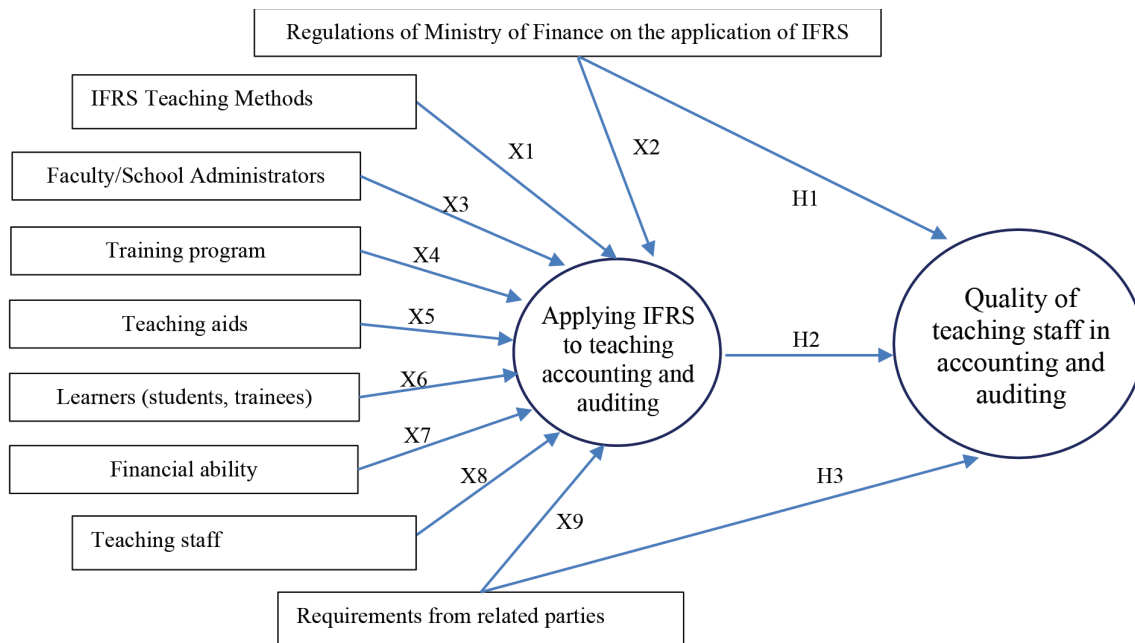 Regulations of Ministry of Finance on the application of IFRS
IFRS Teaching Methods
X1
X2
Faculty/School Administrators
X3
H1
Training program
X4
Teaching aids
X5
Applying IFRS
to teaching
accounting and
auditing
H2
Quality of
teaching staff in
accounting and
auditing
Learners (students, trainees)
X6
Financial ability
X7
Teaching staff
X8
X9
H3
Requirements from related parties